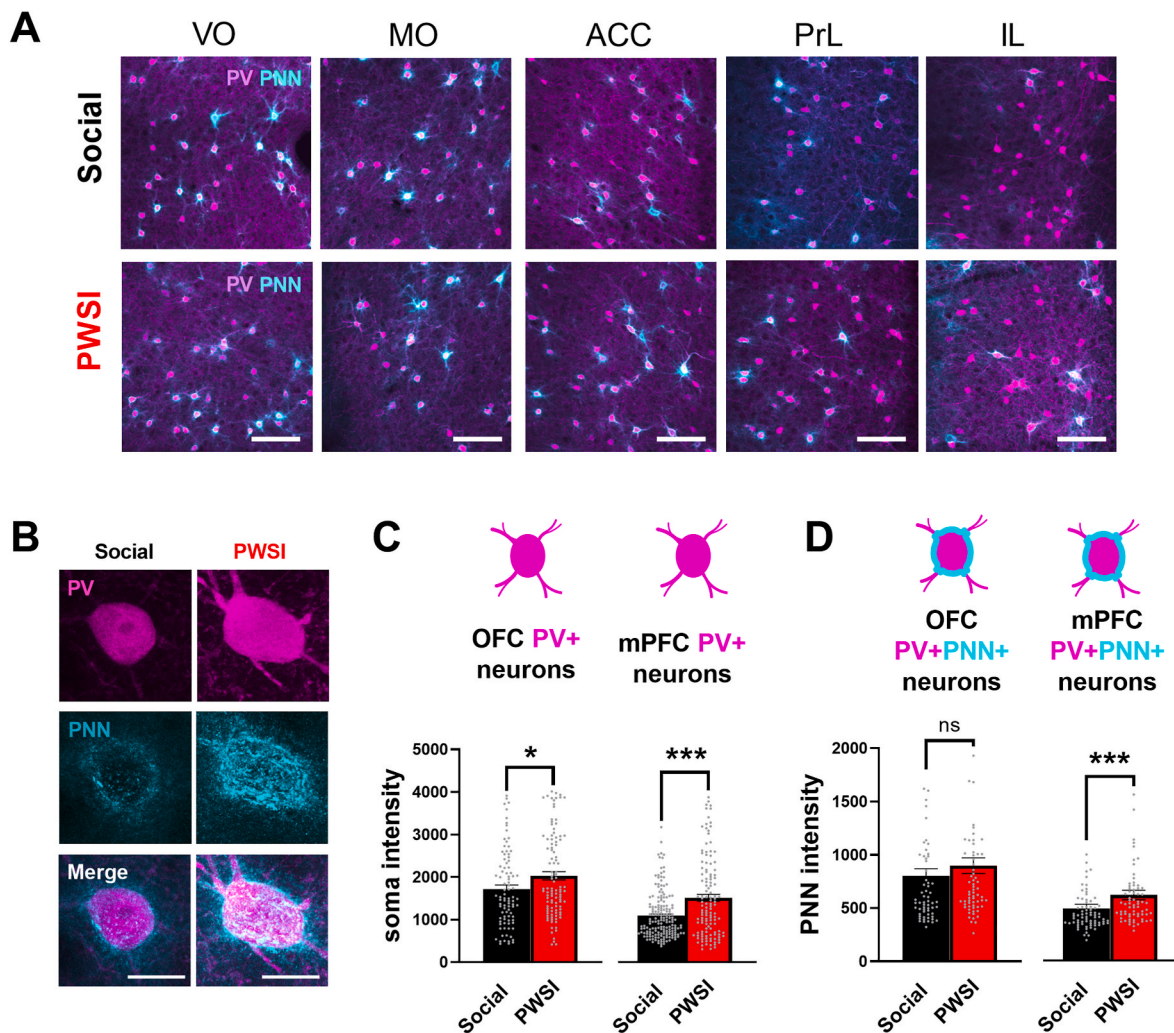 A
VO MO ACC PrL IL
Social
PV PNN
PWSI
PV PNN
B
Social PWSI
PV
PNN
Merge
C
OFC PV+
neurons
mPFC PV+
neurons
soma intensity
5000
4000
3000
2000
1000
0
*
***
Social
PWSI
Social
PWSI
D
OFC
PV+PNN+
neurons
mPFC
PV+PNN+
neurons
PNN intensity
2000
1500
1000
500
0
ns
***
Social
PWSI
Social
PWSI